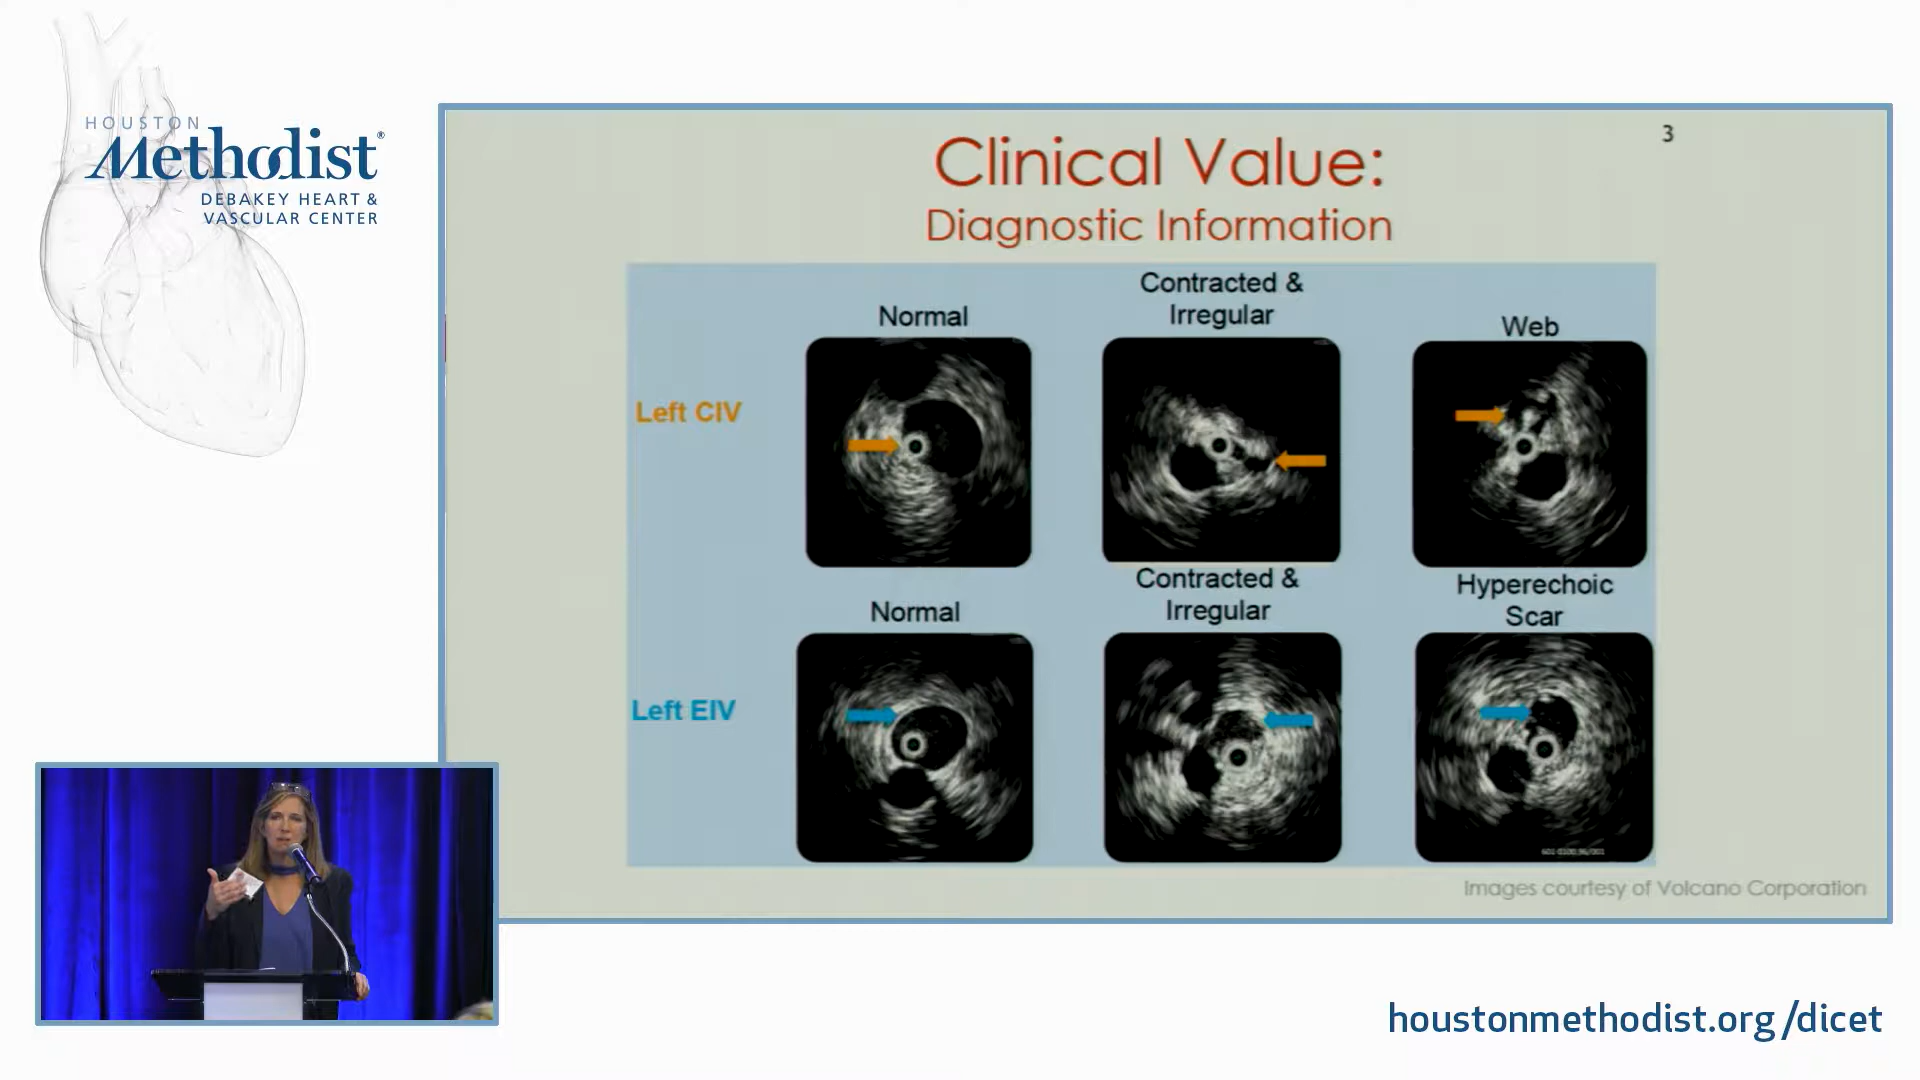 HOUSTON
Methodist®
DEBAKEY HEART &
VASCULAR CENTER
3
Clinical Value:
Diagnostic Information
Normal
Contracted &
Irregular
Web
Left CIV
Normal
Contracted &
Irregular
Hyperechoic
Scar
Left EIV
Images courtesy of Volcano Corporation
houstonmethodist.org/dicet